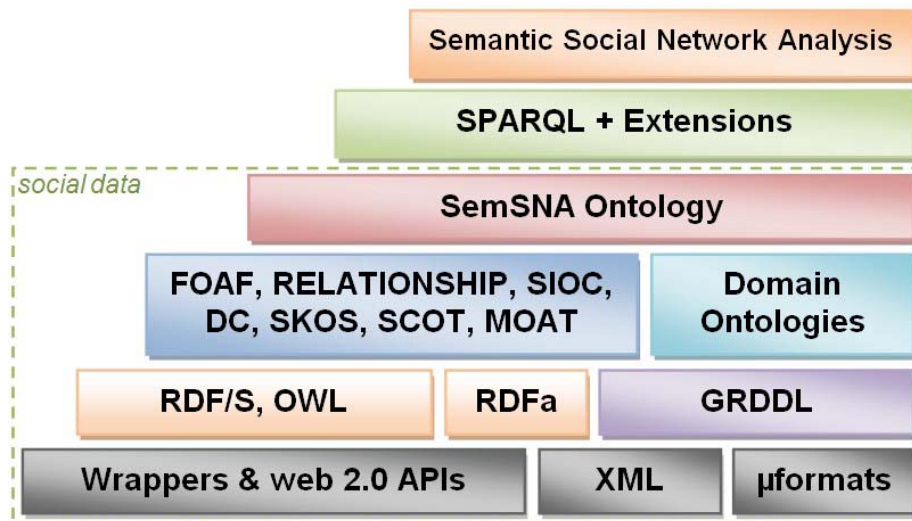 Semantic Social Network Analysis
SPARQL + Extensions
social data
SemSNA Ontology
FOAF, RELATIONSHIP, SIOC,
DC, SKOS, SCOT, MOAT
Domain
Ontologies
RDF/S, OWL
RDFa
GRDDL
Wrappers & web 2.0 APIs
XML
µformats